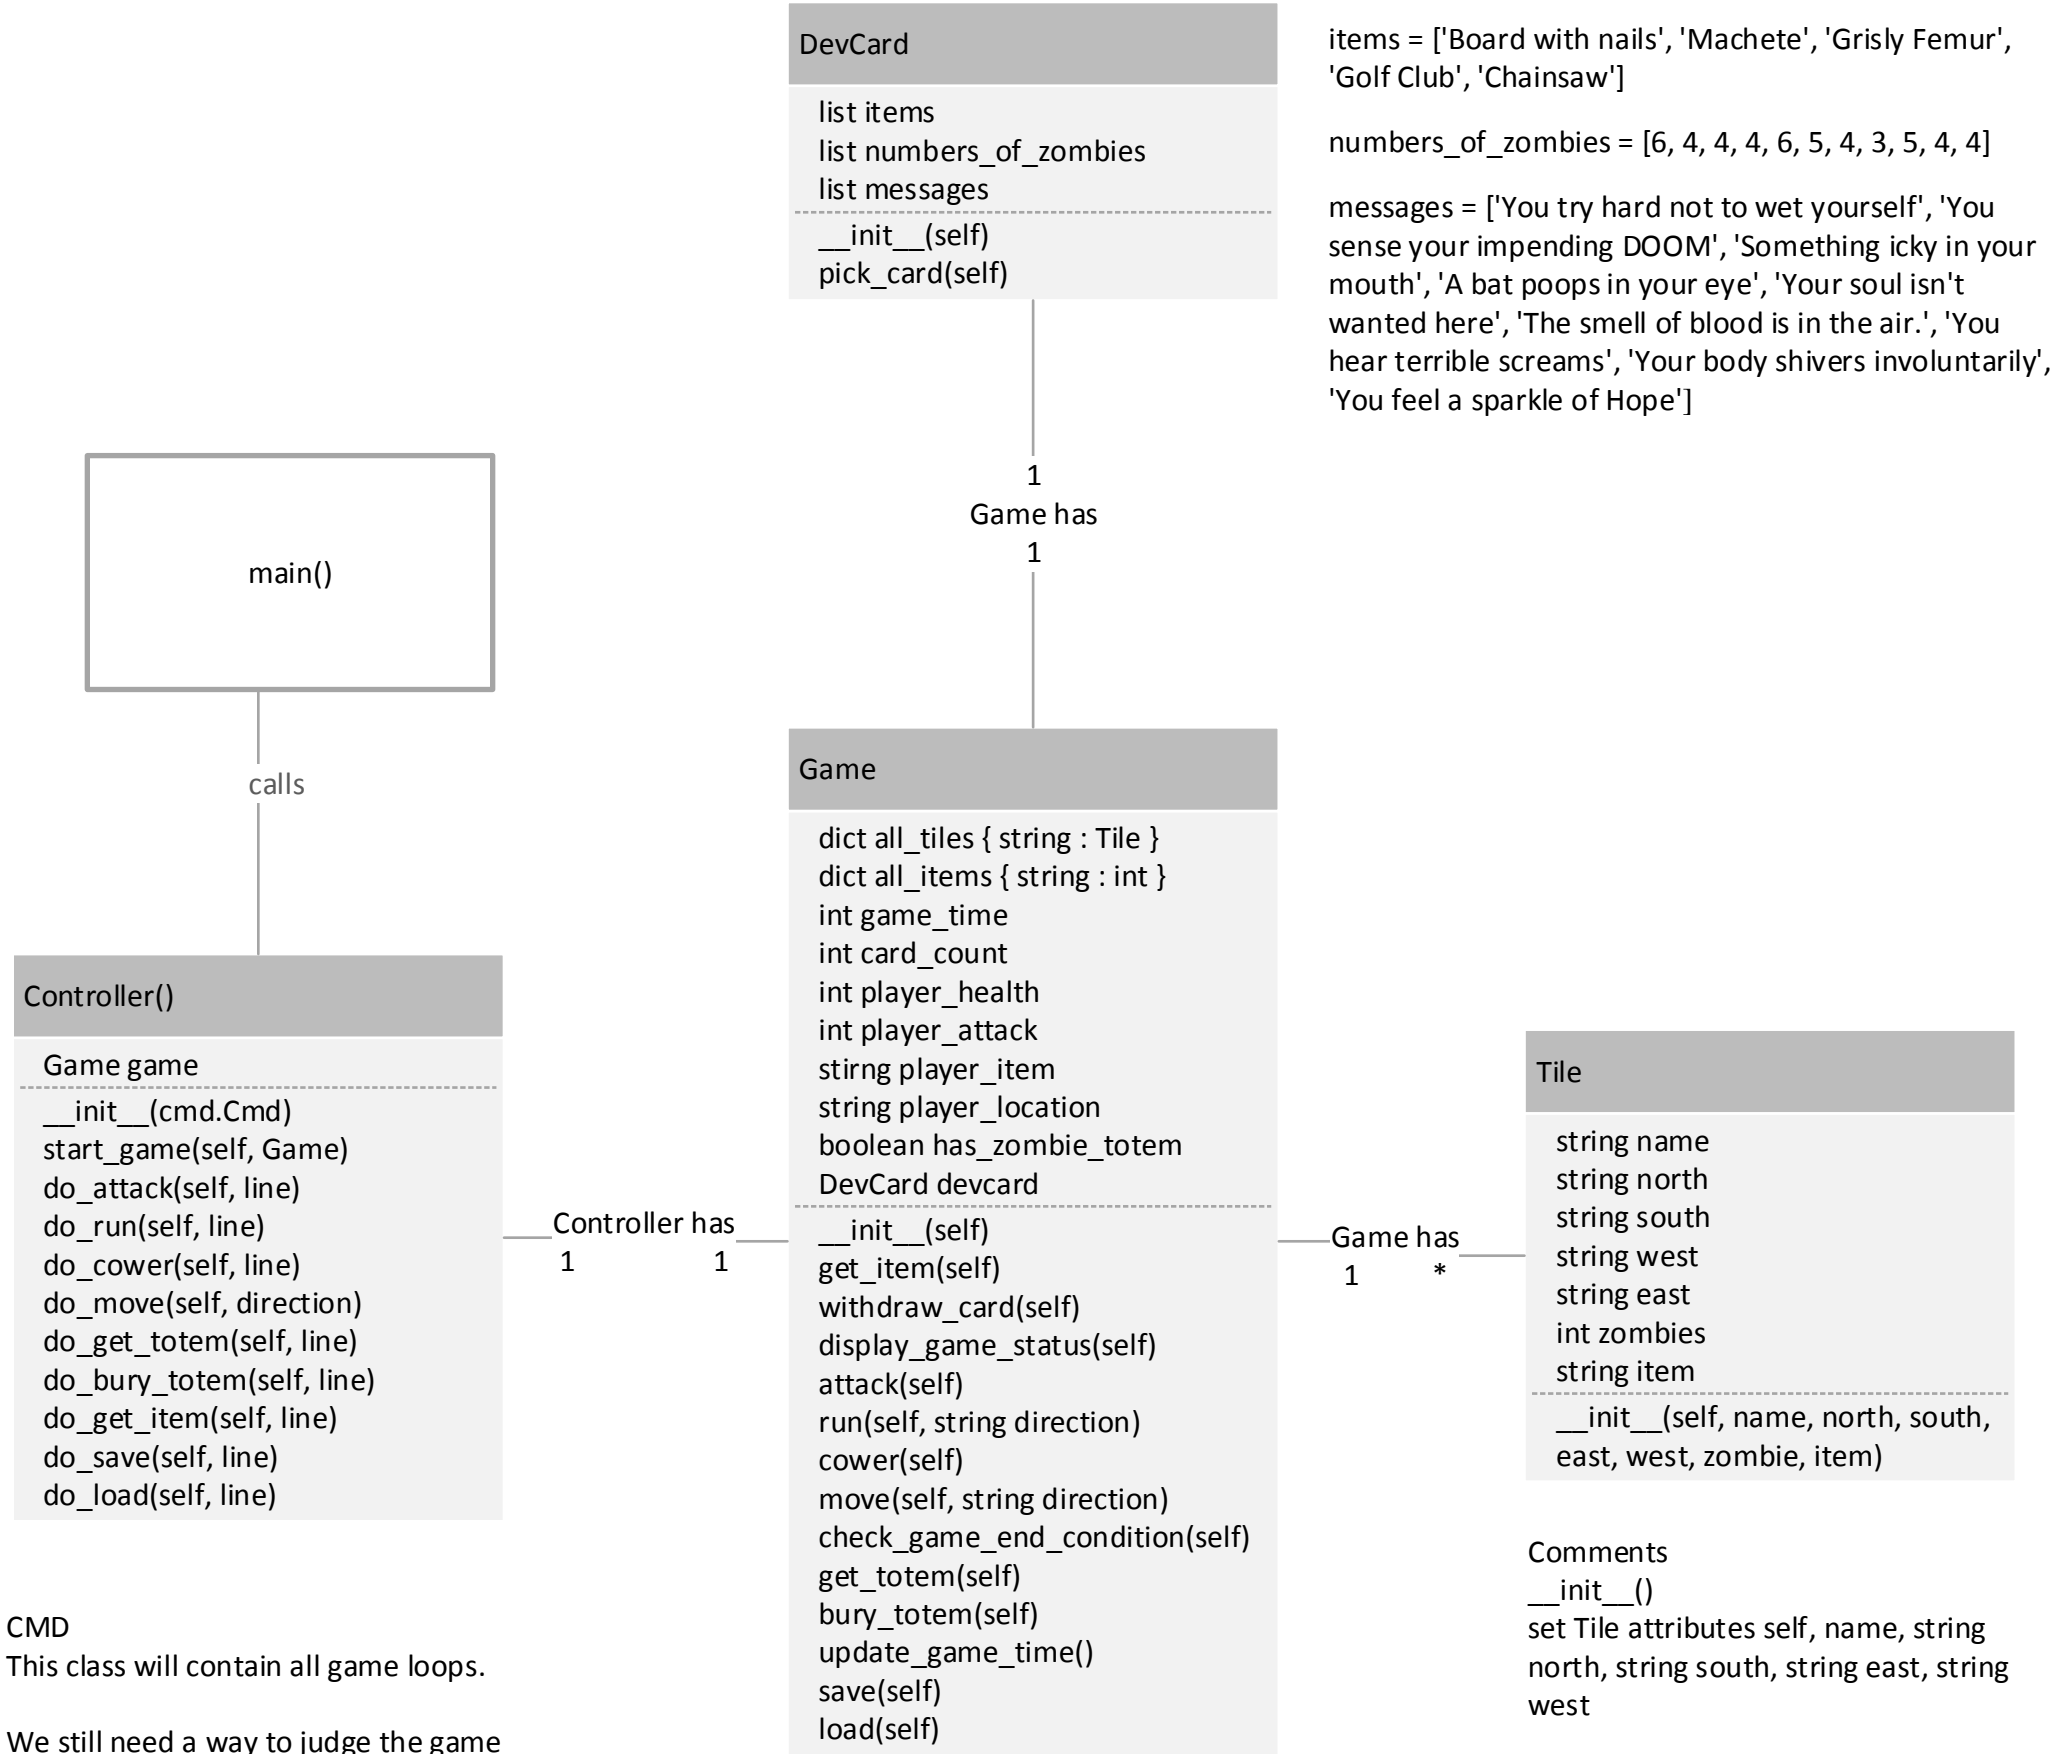 DevCard
list items
list numbers_of_zombies
list messages
__init__(self)
pick_card(self)
items = ['Board with nails', 'Machete', 'Grisly Femur',
'Golf Club', 'Chainsaw']
numbers_of_zombies = [6, 4, 4, 4, 6, 5, 4, 3, 5, 4, 4]
messages = ['You try hard not to wet yourself', 'You
sense your impending DOOM', 'Something icky in your
mouth', 'A bat poops in your eye', 'Your soul isn't
wanted here', 'The smell of blood is in the air.', 'You
hear terrible screams', 'Your body shivers involuntarily',
'You feel a sparkle of Hope']
1
Game has
1
main()
calls
Controller()
Game game
__init__(cmd.Cmd)
start_game(self, Game)
do_attack(self, line)
do_run(self, line)
do_cower(self, line)
do_move(self, direction)
do_get_totem(self, line)
do_bury_totem(self, line)
do_get_item(self, line)
do_save(self, line)
do_load(self, line)
Controller has
1 1
Game
dict all_tiles { string : Tile }
dict all_items { string : int }
int game_time
int card_count
int player_health
int player_attack
stirng player_item
string player_location
boolean has_zombie_totem
DevCard devcard
__init__(self)
get_item(self)
withdraw_card(self)
display_game_status(self)
attack(self)
run(self, string direction)
cower(self)
move(self, string direction)
check_game_end_condition(self)
get_totem(self)
bury_totem(self)
update_game_time()
save(self)
load(self)
Game has
1 *
Tile
string name
string north
string south
string west
string east
int zombies
string item
__init__(self, name, north, south,
east, west, zombie, item)
Comments
__init__()
set Tile attributes self, name, string
north, string south, string east, string
west
CMD
This class will contain all game loops.
We still need a way to judge the game